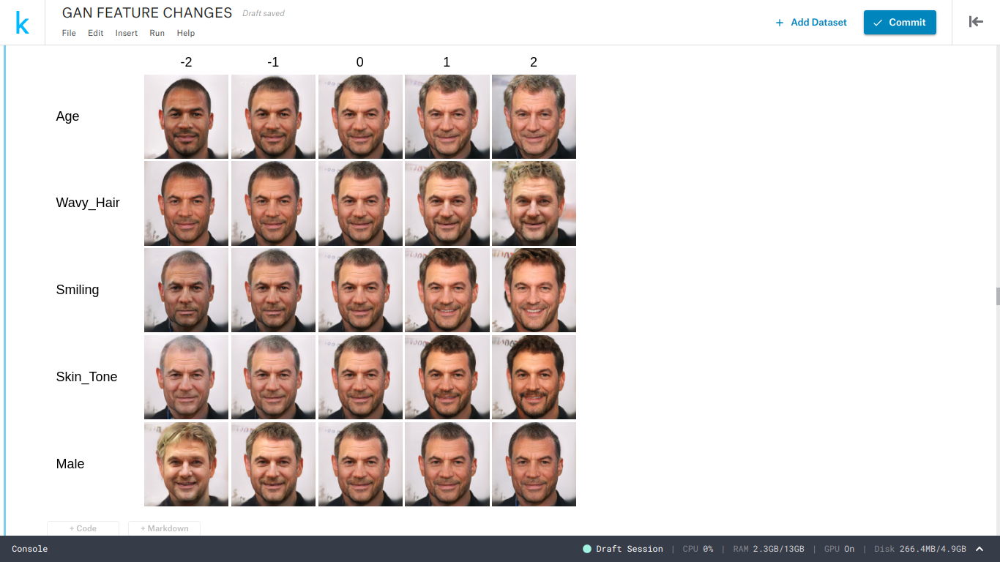 k
GAN FEATURE CHANGES Draft saved
File Edit Insert Run Help
+ Add Dataset
Commit
-2 -1 0 1 2
Age
Wavy_Hair
Smiling
Skin_Tone
Male
+ Code + Markdown
Console
Draft Session | CPU 0% | RAM 2.3GB/13GB | GPU On | Disk 266.4MB/4.9GB